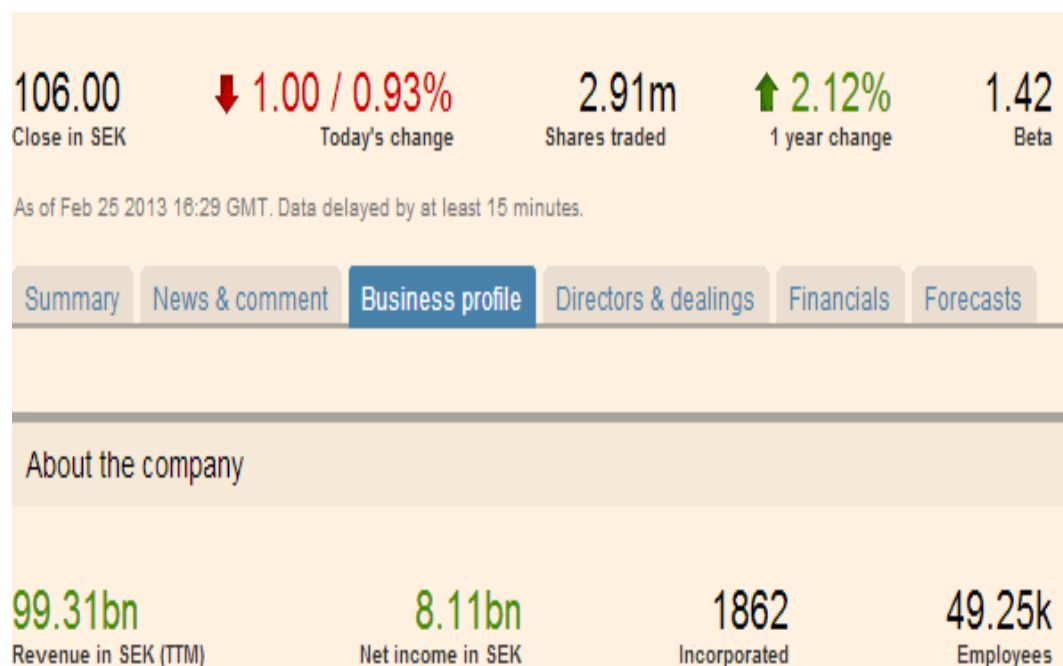 106.00 1.00 / 0.93% 2.91m 2.12% 1.42
Close in SEK Today's change Shares traded 1 year change Beta
As of Feb 25 2013 16:29 GMT. Data delayed by at least 15 minutes.
Summary News & comment Business profile Directors & dealings Financials Forecasts
About the company
99.31bn 8.11bn 1862 49.25k
Revenue in SEK (TTM) Net income in SEK Incorporated Employees